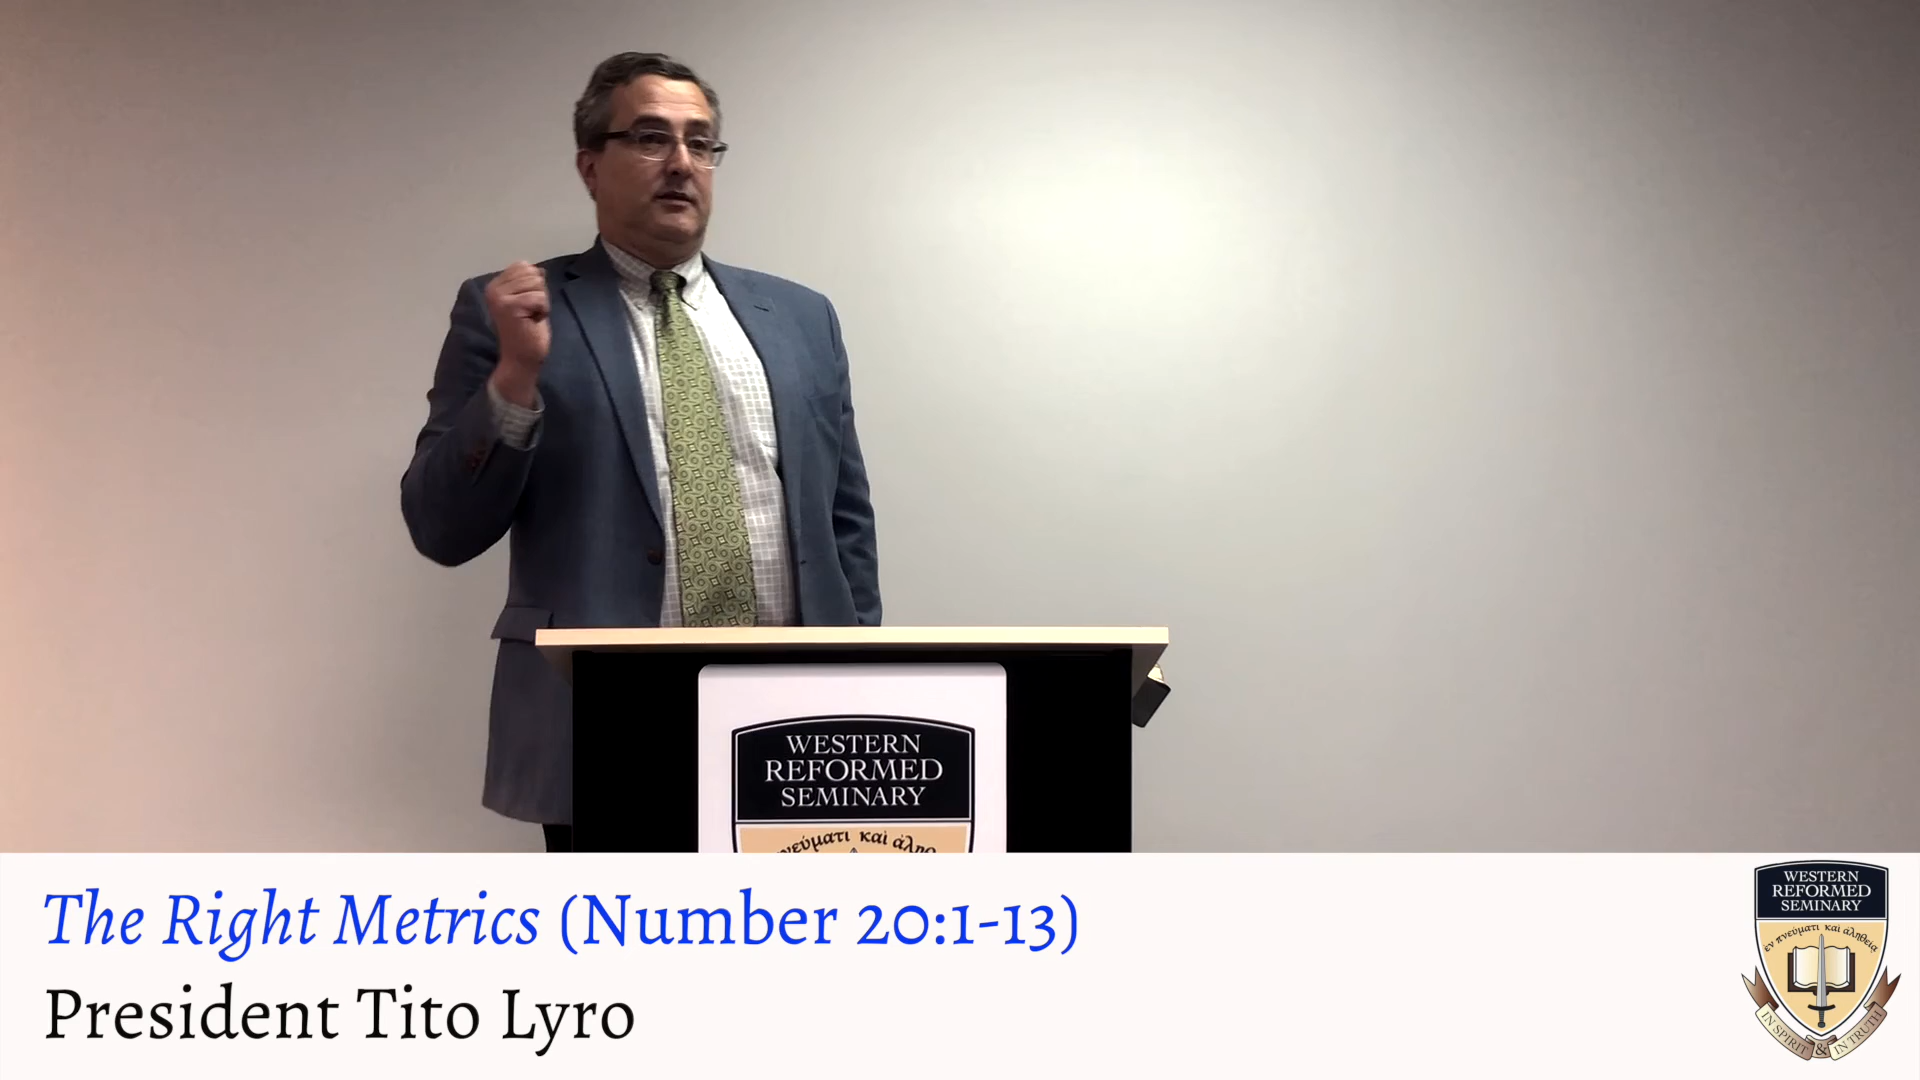 WESTERN
REFORMED
SEMINARY
The Right Metrics (Number 20:1-13)
President Tito Lyro
WESTERN
REFORMED
SEMINARY
ἐν πνεύματι καὶ ἀληθείᾳ
IN SPIRIT & IN TRUTH